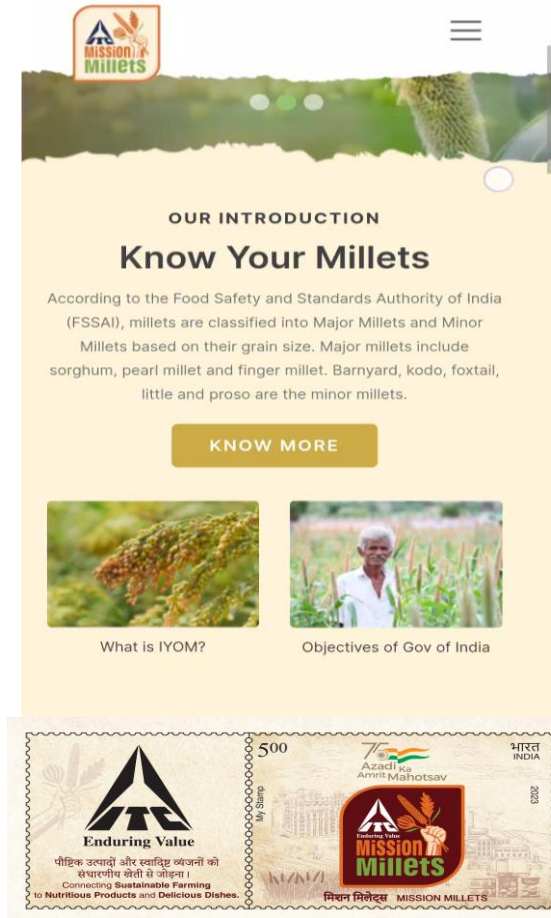 Mission
Millets
OUR INTRODUCTION
Know Your Millets
According to the Food Safety and Standards Authority of India
(FSSAI), millets are classified into Major Millets and Minor
Millets based on their grain size. Major millets include
sorghum, pearl millet and finger millet. Barnyard, kodo, foxtail,
little and proso are the minor millets.
KNOW MORE
What is IYOM?
Objectives of Gov of India
ITC
Enduring Value
पौष्टिक उत्पादों और स्वादिष्ट व्यंजनों को
संधारणीय खेती से जोड़ना।
Connecting Sustainable Farming
to Nutritious Products and Delicious Dishes.
500
My Stamp
75
Azadi Ka
Amrit Mahotsav
भारत
INDIA
2023
Enduring Value
Mission
Millets
मिशन मिलेट्स MISSION MILLETS